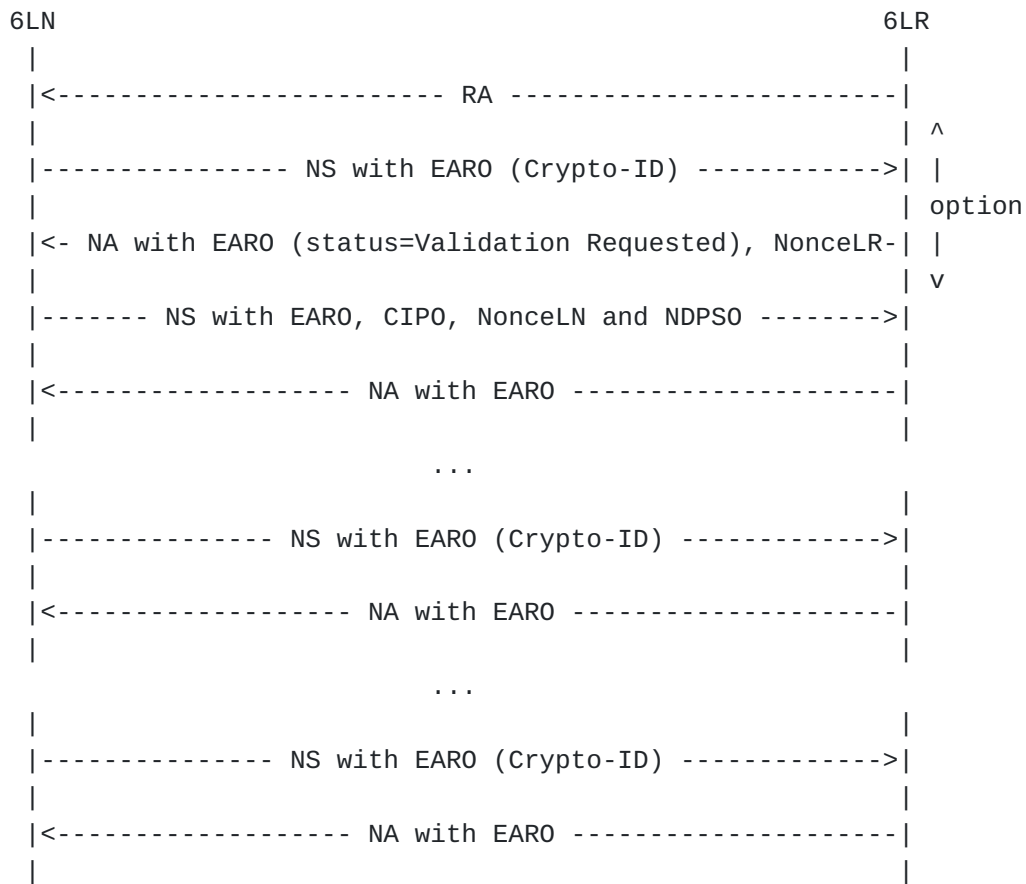 6LN 6LR
|<------------------------- RA -------------------------|
^
|---------------- NS with EARO (Crypto-ID) ------------>| |
option
|<- NA with EARO (status=Validation Requested), NonceLR-| |
v
|------- NS with EARO, CIPO, NonceLN and NDPSO -------->|
|<------------------- NA with EARO ---------------------|
...
|--------------- NS with EARO (Crypto-ID) ------------->|
|<------------------- NA with EARO ---------------------|
...
|--------------- NS with EARO (Crypto-ID) ------------->|
|<------------------- NA with EARO ---------------------|